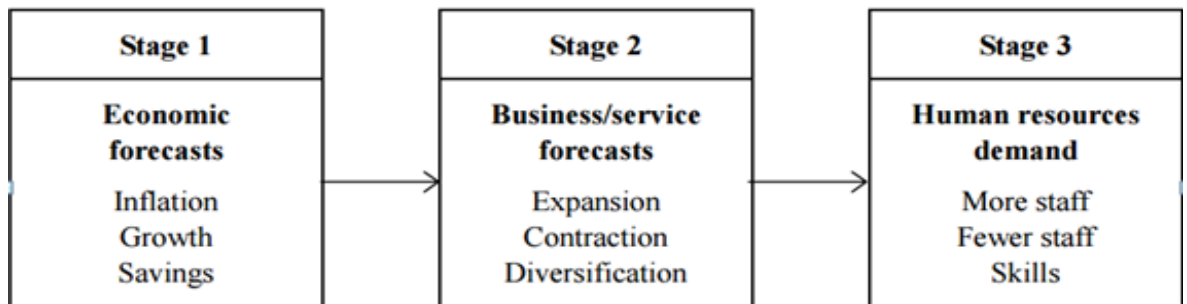 Stage 1
Economic
forecasts
Inflation
Growth
Savings
Stage 2
Business/service
forecasts
Expansion
Contraction
Diversification
Stage 3
Human resources
demand
More staff
Fewer staff
Skills